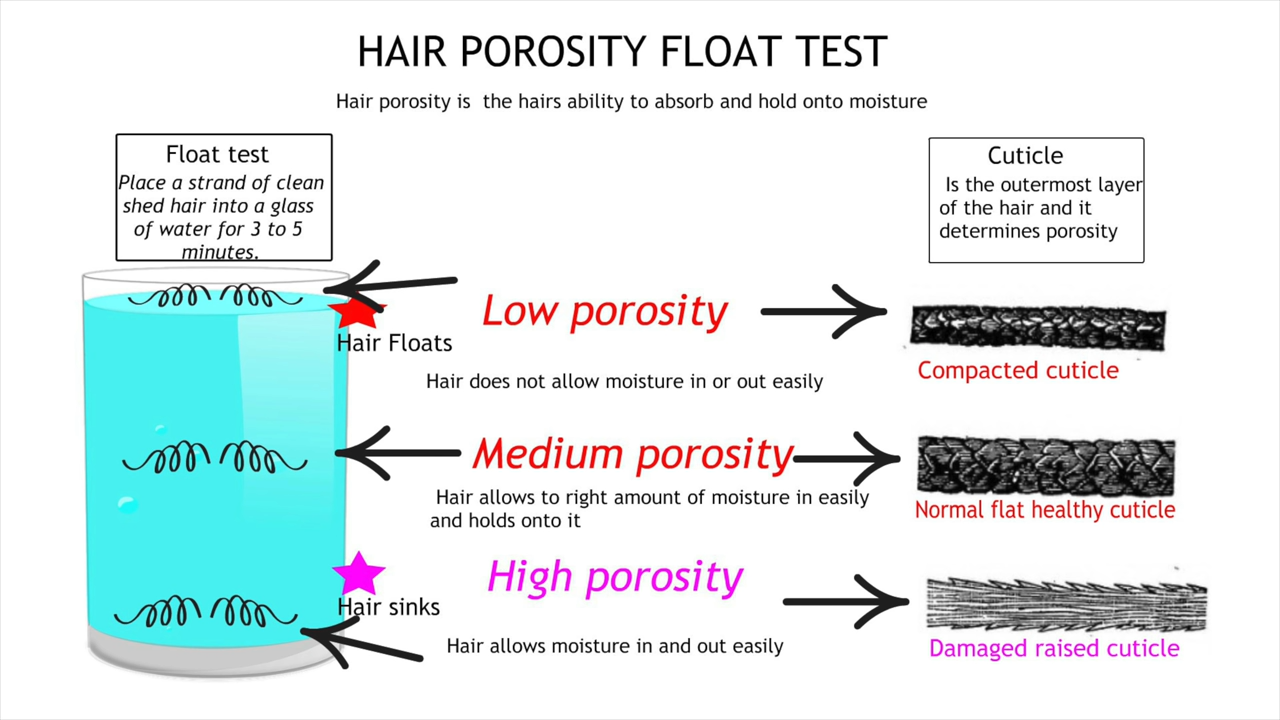 HAIR POROSITY FLOAT TEST
Hair porosity is  the hairs ability to absorb and hold onto moisture
Float test
Place a strand of clean
shed hair into a glass
of water for 3 to 5
minutes.
Cuticle
Is the outermost layer
of the hair and it
determines porosity
Low porosity
Hair Floats
Compacted cuticle
Hair does not allow moisture in or out easily
Medium porosity
Hair allows to right amount of moisture in easily
and holds onto it
Normal flat healthy cuticle
High porosity
Hair sinks
Hair allows moisture in and out easily
Damaged raised cuticle